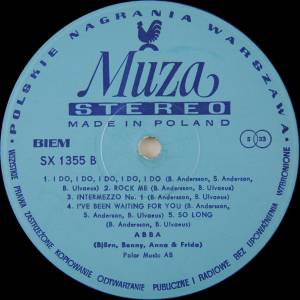 POLSKIE NAGRANIA WARSZAWA
Muza
STEREO
MADE IN POLAND
BIEM
SX 1355 B
S 33
1. I DO, I DO, I DO, I DO, I DO (B. Andersson, S. Anderson,
B. Ulvaeus) 2. ROCK ME (B. Andersson, B. Ulvaeus)
3. INTERMEZZO No. 1 (B. Andersson, B. Ulvaeus)
4. I'VE BEEN WAITING FOR YOU (B. Andersson, S. Ander-
son, B. Ulvaeus) 5. SO LONG
(B. Andersson, B. Ulvaeus)
ABBA
(Björn, Benny, Anna & Frida)
Polar Music AB
WSZELKIE PRAWA ZASTRZEŻONE KOPIOWANIE ODTWARZANIE PUBLICZNE I RADIOWE BEZ UPOWAŻNIENIA WZBRONIONE